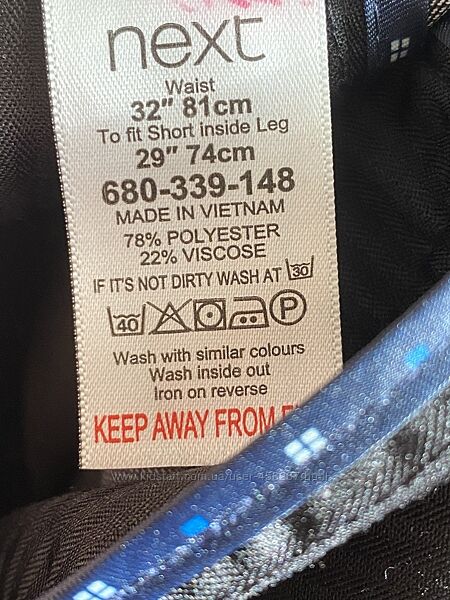 next
Waist
32" 81cm
To fit Short inside Leg
29" 74cm
680-339-148
MADE IN VIETNAM
78% POLYESTER
22% VISCOSE
IF IT'S NOT DIRTY WASH AT 30
40 P
Wash with similar colours
Wash inside out
Iron on reverse
KEEP AWAY FROM